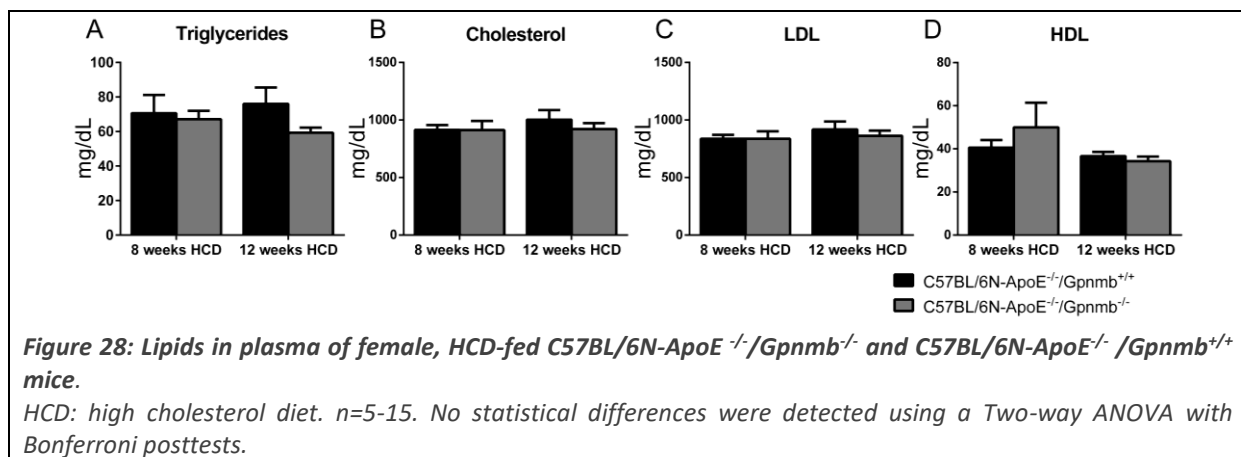 A Triglycerides B Cholesterol C LDL D HDL
100 1500 1500 80
80
60 1000 1000 60
40 500 500 40
20 20
0 0 0 0
mg/dL mg/dL mg/dL mg/dL
8 weeks HCD 12 weeks HCD 8 weeks HCD 12 weeks HCD 8 weeks HCD 12 weeks HCD 8 weeks HCD 12 weeks HCD
C57BL/6N-ApoE-/-/Gpnmb+/+
C57BL/6N-ApoE-/-/Gpnmb-/-
Figure 28: Lipids in plasma of female, HCD-fed C57BL/6N-ApoE -/-/Gpnmb-/- and C57BL/6N-ApoE-/- /Gpnmb+/+
mice.
HCD: high cholesterol diet. n=5-15. No statistical differences were detected using a Two-way ANOVA with
Bonferroni posttests.